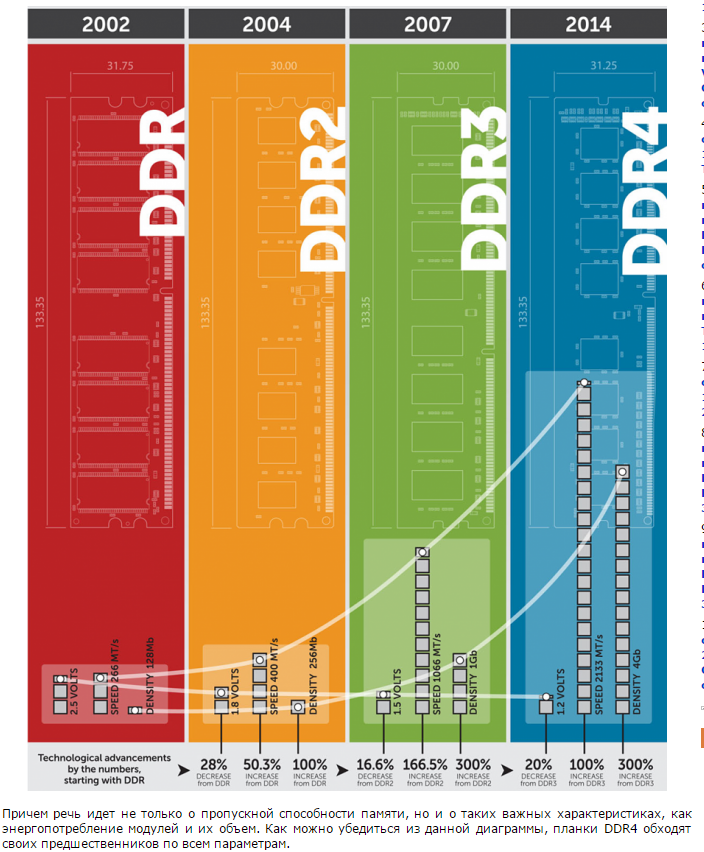 2002
2004
2007
2014
31.75
30.00
30.00
31.25
DDR
DDR2
DDR3
DDR4
133.35
133.35
133.35
133.35
2.5 VOLTS
SPEED 266 MT/s
DENSITY 128Mb
1.8 VOLTS
SPEED 400 MT/s
DENSITY 256Mb
1.5 VOLTS
SPEED 1066 MT/s
DENSITY 1Gb
1.2 VOLTS
SPEED 2133 MT/s
DENSITY 4Gb
Technological advancements
by the numbers,
starting with DDR
28%
DECREASE
from DDR
50.3%
INCREASE
from DDR
100%
INCREASE
from DDR
16.6%
DECREASE
from DDR2
166.5%
INCREASE
from DDR2
300%
INCREASE
from DDR2
20%
DECREASE
from DDR3
100%
INCREASE
from DDR3
300%
INCREASE
from DDR3
Причем речь идет не только о пропускной способности памяти, но и о таких важных характеристиках, как
энергопотребление модулей и их объем. Как можно убедиться из данной диаграммы, планки DDR4 обходят
своих предшественников по всем параметрам.